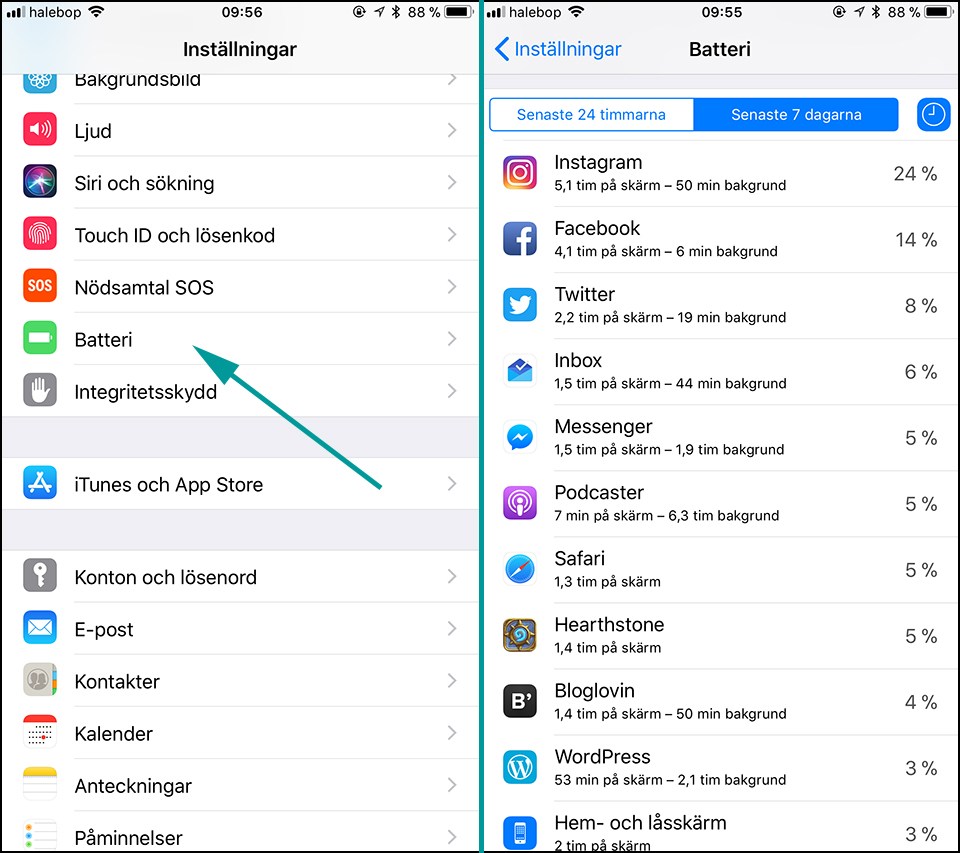 halebop 09:56 88 %
Inställningar
Bakgrundsbild
Ljud
Siri och sökning
Touch ID och lösenkod
SOS Nödsamtal SOS
Batteri
Integritetsskydd
iTunes och App Store
Konton och lösenord
E-post
Kontakter
Kalender
Anteckningar
Påminnelser
halebop 09:55 88 %
Inställningar Batteri
Senaste 24 timmarna Senaste 7 dagarna
Instagram 24 %
5,1 tim på skärm – 50 min bakgrund
Facebook 14 %
4,1 tim på skärm – 6 min bakgrund
Twitter 8 %
2,2 tim på skärm – 19 min bakgrund
Inbox 6 %
1,5 tim på skärm – 44 min bakgrund
Messenger 5 %
1,5 tim på skärm – 1,9 tim bakgrund
Podcaster 5 %
7 min på skärm – 6,3 tim bakgrund
Safari 5 %
1,3 tim på skärm
Hearthstone 5 %
1,4 tim på skärm
B' Bloglovin 4 %
1,4 tim på skärm – 50 min bakgrund
WordPress 3 %
53 min på skärm – 2,1 tim bakgrund
Hem- och låsskärm 3 %
2 tim på skärm